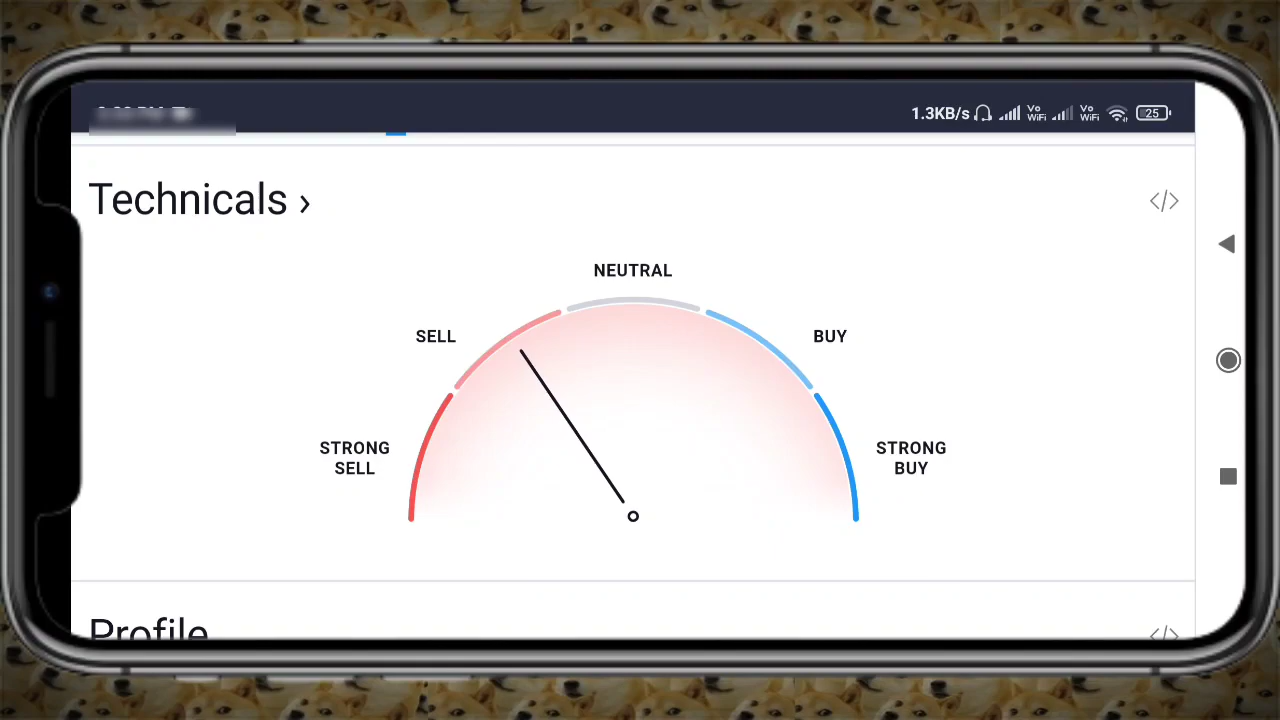 1.3KB/s
Vo
WiFi
Vo
WiFi
25
Technicals ›
</>
NEUTRAL
SELL
BUY
STRONG
SELL
STRONG
BUY
Profile
</>